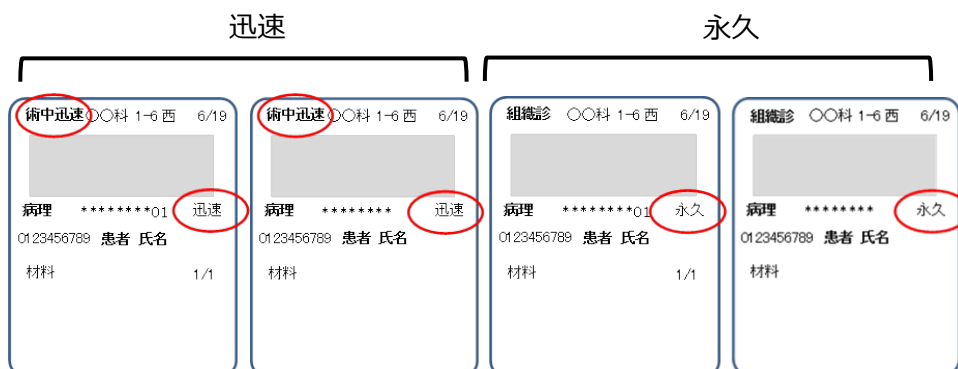 迅速
永久
術中迅速 〇〇科 1-6 西 6/19
病理 ********01 迅速
0123456789 患者 氏名
材料 1/1
術中迅速 〇〇科 1-6 西 6/19
病理 ******** 迅速
0123456789 患者 氏名
材料
組織診 〇〇科 1-6 西 6/19
病理 ********01 永久
0123456789 患者 氏名
材料 1/1
組織診 〇〇科 1-6 西 6/19
病理 ******** 永久
0123456789 患者 氏名
材料